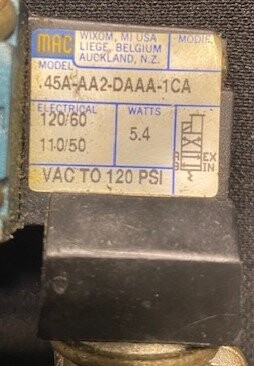 MAC
WIXOM, MI USA
LIEGE, BELGIUM
AUCKLAND, N.Z.
MODIF
MODEL
.45A-AA2-DAAA-1CA
ELECTRICAL
120/60
110/50
WATTS
5.4
A EX
B IN
VAC TO 120 PSI